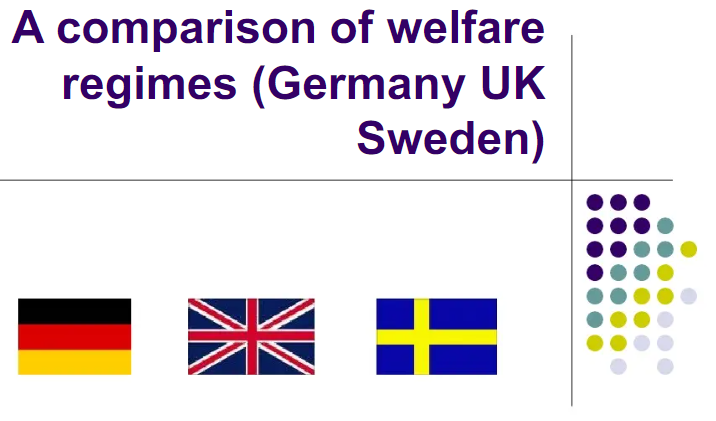 A comparison of welfare
regimes (Germany UK
Sweden)